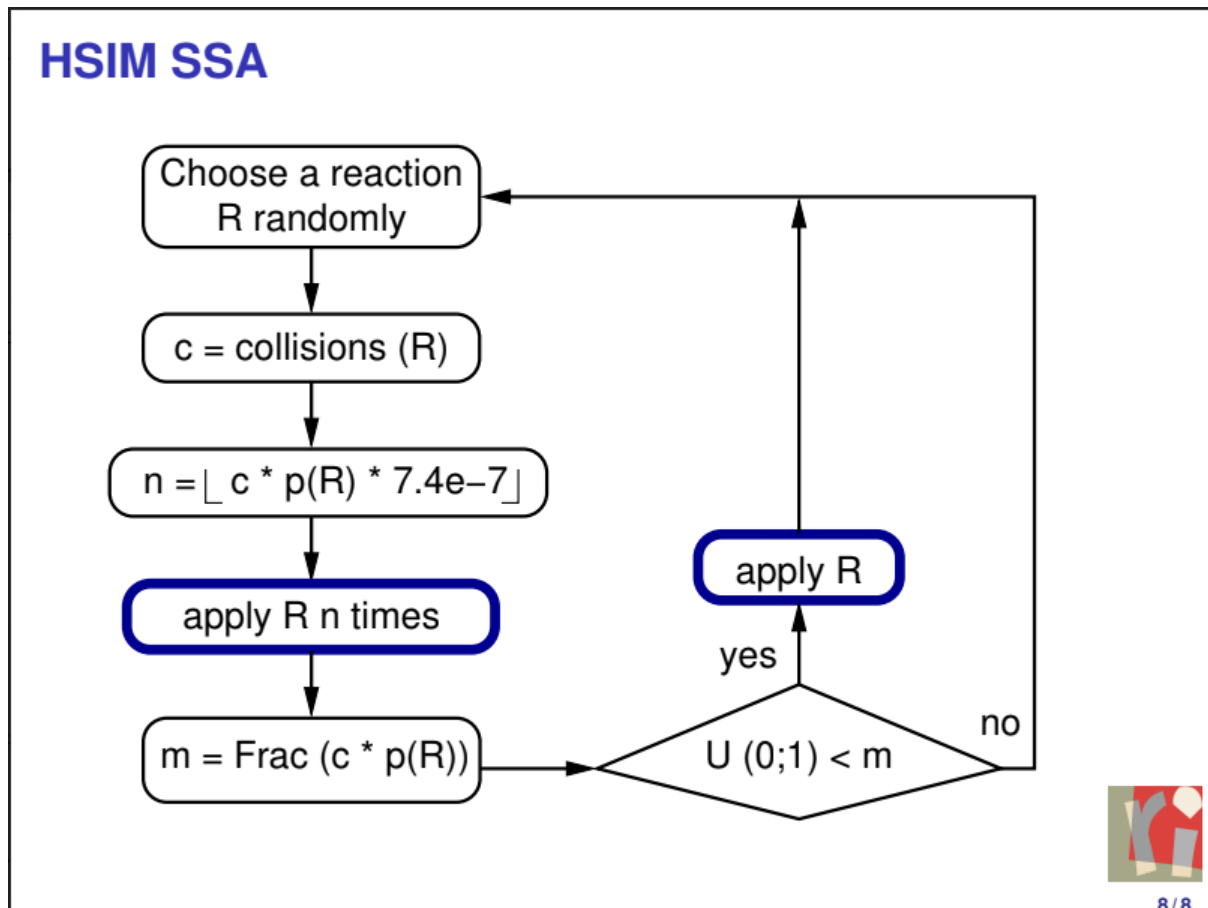 HSIM SSA
Choose a reaction
R randomly
c = collisions (R)
n = ⌊ c * p(R) * 7.4e−7⌋
apply R n times
m = Frac (c * p(R))
U (0;1) < m
yes
apply R
no
8/8